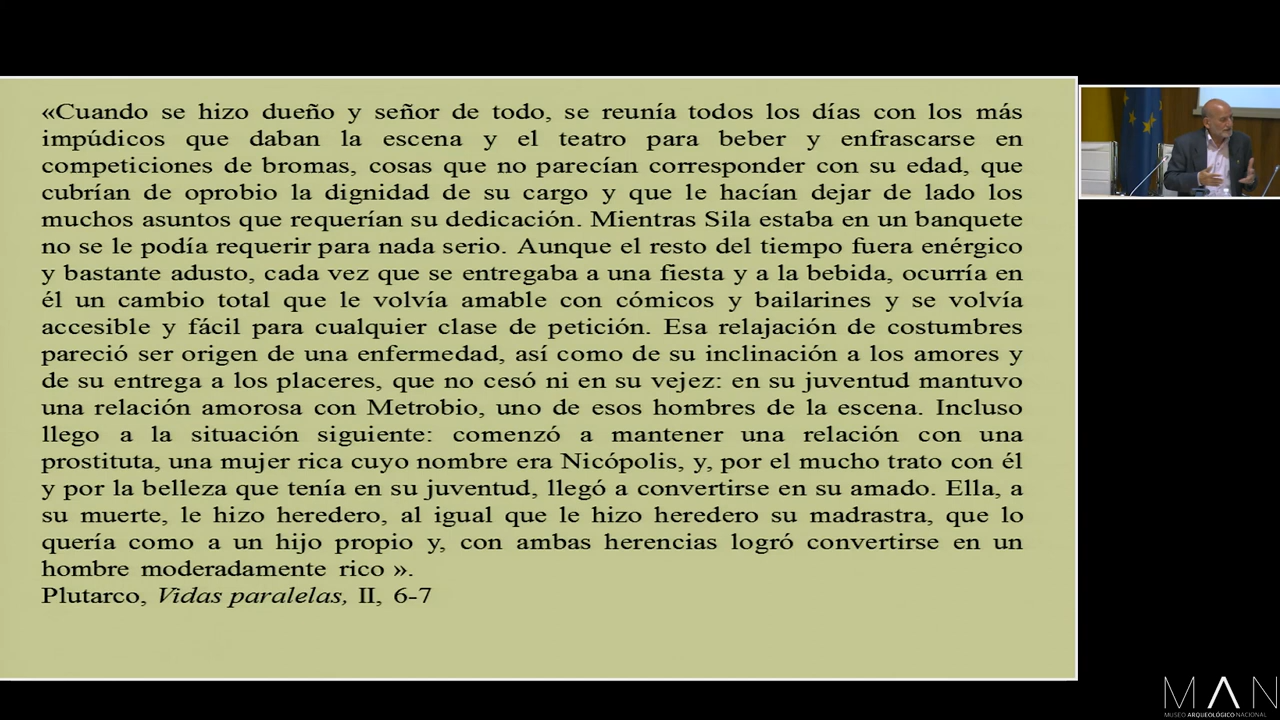 «Cuando se hizo dueño y señor de todo, se reunía todos los días con los más
impúdicos que daban la escena y el teatro para beber y enfrascarse en
competiciones de bromas, cosas que no parecían corresponder con su edad, que
cubrían de oprobio la dignidad de su cargo y que le hacían dejar de lado los
muchos asuntos que requerían su dedicación. Mientras Sila estaba en un banquete
no se le podía requerir para nada serio. Aunque el resto del tiempo fuera enérgico
y bastante adusto, cada vez que se entregaba a una fiesta y a la bebida, ocurría en
él un cambio total que le volvía amable con cómicos y bailarines y se volvía
accesible y fácil para cualquier clase de petición. Esa relajación de costumbres
pareció ser origen de una enfermedad, así como de su inclinación a los amores y
de su entrega a los placeres, que no cesó ni en su vejez: en su juventud mantuvo
una relación amorosa con Metrobio, uno de esos hombres de la escena. Incluso
llego a la situación siguiente: comenzó a mantener una relación con una
prostituta, una mujer rica cuyo nombre era Nicópolis, y, por el mucho trato con él
y por la belleza que tenía en su juventud, llegó a convertirse en su amado. Ella, a
su muerte, le hizo heredero, al igual que le hizo heredero su madrastra, que lo
quería como a un hijo propio y, con ambas herencias logró convertirse en un
hombre moderadamente rico ».
Plutarco, Vidas paralelas, II, 6-7
MAN
MUSEO ARQUEOLÓGICO NACIONAL